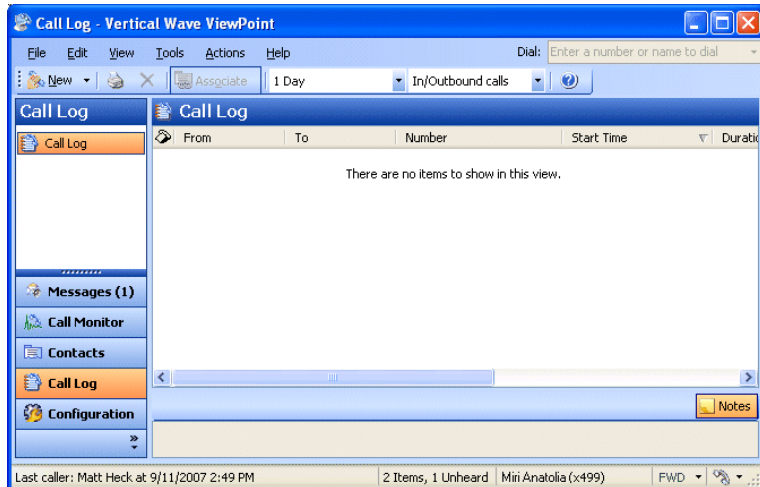 Call Log - Vertical Wave ViewPoint
File Edit View Tools Actions Help Dial: Enter a number or name to dial
New Associate 1 Day In/Outbound calls
Call Log
Call Log
Call Log
From To Number Start Time Duratio
There are no items to show in this view.
Messages (1)
Call Monitor
Contacts
Call Log
Configuration
Notes
Last caller: Matt Heck at 9/11/2007 2:49 PM 2 Items, 1 Unheard Miri Anatolia (x499) FWD